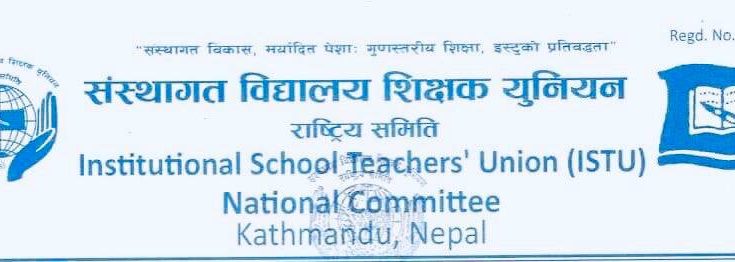 "संस्थागत विकास, मर्यादित पेशाः गुणस्तरीय शिक्षा, इस्टुको प्रतिवद्धता"
Regd. No.
संस्थागत विद्यालय शिक्षक युनियन
राष्ट्रिय समिति
Institutional School Teachers' Union (ISTU)
National Committee
Kathmandu, Nepal